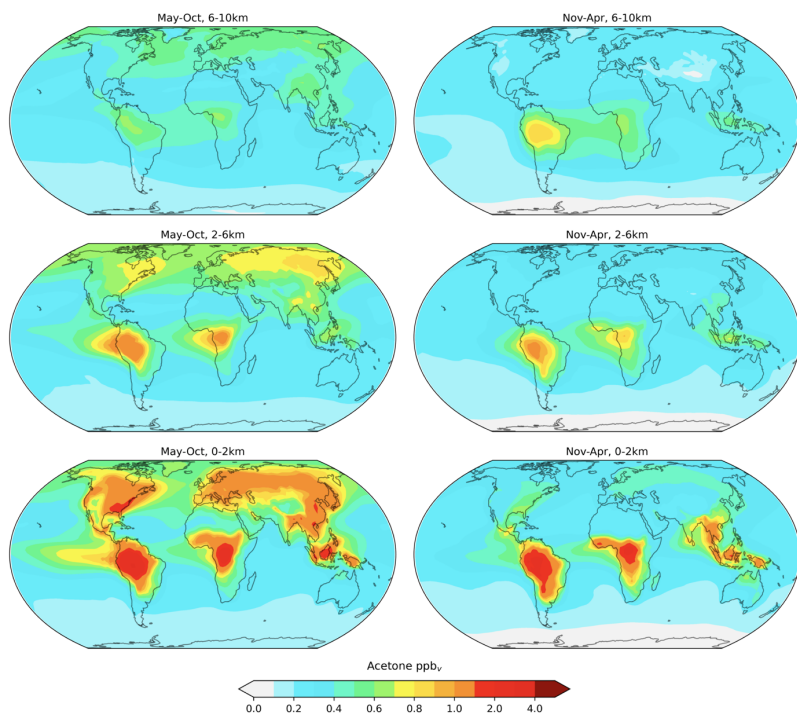 May-Oct, 6-10km
Nov-Apr, 6-10km
May-Oct, 2-6km
Nov-Apr, 2-6km
May-Oct, 0-2km
Nov-Apr, 0-2km
Acetone ppbᵥ
0.0 0.2 0.4 0.6 0.8 1.0 2.0 4.0